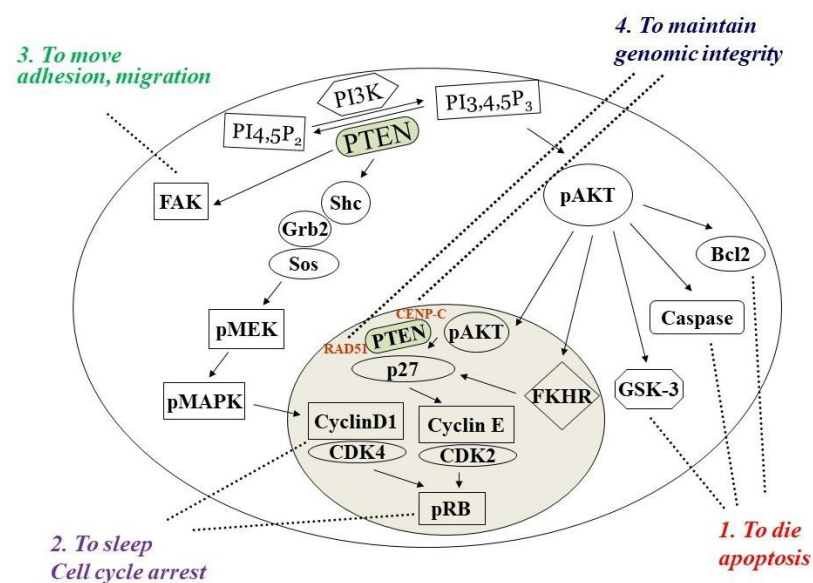 4. To maintain
genomic integrity
3. To move
adhesion, migration
PI3K
PI4,5P2
PI3,4,5P3
PTEN
FAK
Shc
pAKT
Grb2
Sos
Bcl2
pMEK
CENP-C
PTEN
pAKT
RAD51
Caspase
p27
pMAPK
FKHR
GSK-3
CyclinD1
Cyclin E
CDK4
CDK2
pRB
2. To sleep
Cell cycle arrest
1. To die
apoptosis